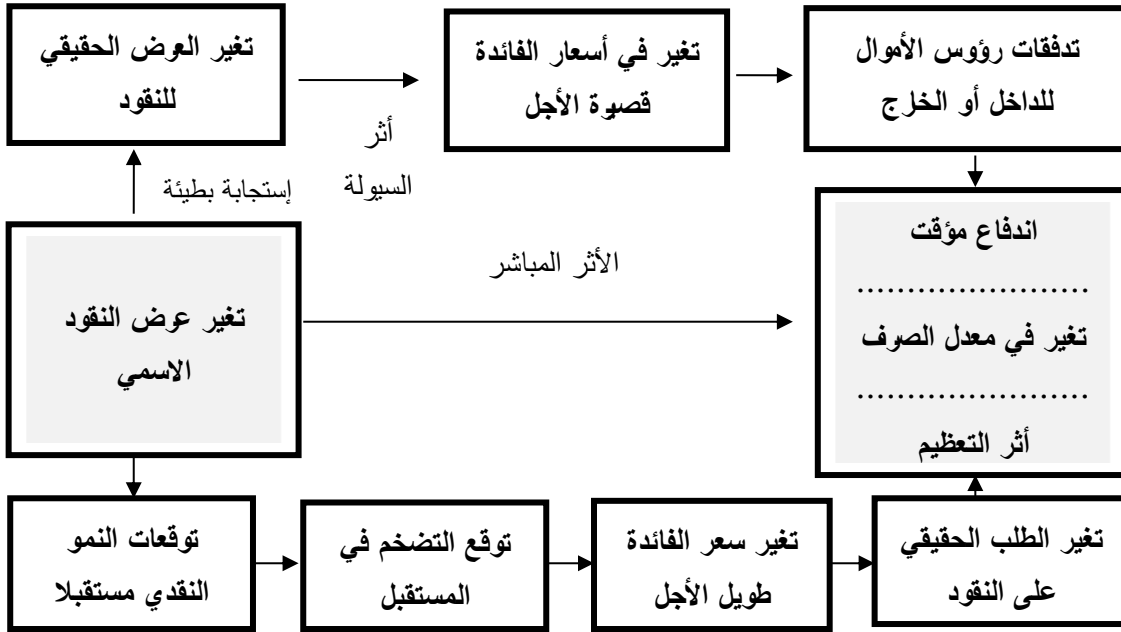 تغير العرض الحقيقي
للنقود
تغير في أسعار الفائدة
قصيرة الأجل
تدفقات رؤوس الأموال
للداخل أو الخارج
أثر
السيولة
إستجابة بطيئة
اندفاع مؤقت
........................
تغير في معدل الصرف
........................
أثر التعظيم
الأثر المباشر
تغير عرض النقود
الاسمي
توقعات النمو
النقدي مستقبلا
توقع التضخم في
المستقبل
تغير سعر الفائدة
طويل الأجل
تغير الطلب الحقيقي
على النقود